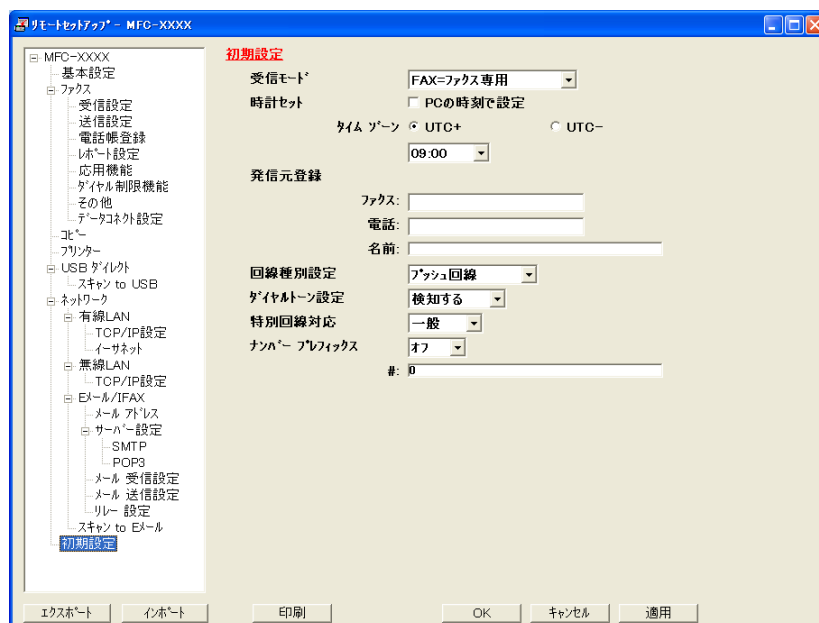 リモートセットアップ - MFC-XXXX
MFC-XXXX
基本設定
ファクス
受信設定
送信設定
電話帳登録
レポート設定
応用機能
ダイヤル制限機能
その他
データコネクト設定
コピー
プリンター
USB ダイレクト
スキャン to USB
ネットワーク
有線LAN
TCP/IP設定
イーサネット
無線LAN
TCP/IP設定
Eメール/IFAX
メール アドレス
サーバー設定
SMTP
POP3
メール 受信設定
メール 送信設定
リレー 設定
スキャン to Eメール
初期設定
初期設定
受信モード FAX=ファクス専用
時計セット PCの時刻で設定
タイム ゾーン UTC+ UTC-
09:00
発信元登録
ファクス:
電話:
名前:
回線種別設定 プッシュ回線
ダイヤルトーン設定 検知する
特別回線対応 一般
ナンバー プレフィックス オフ
#: 0
エクスポート インポート 印刷 OK キャンセル 適用